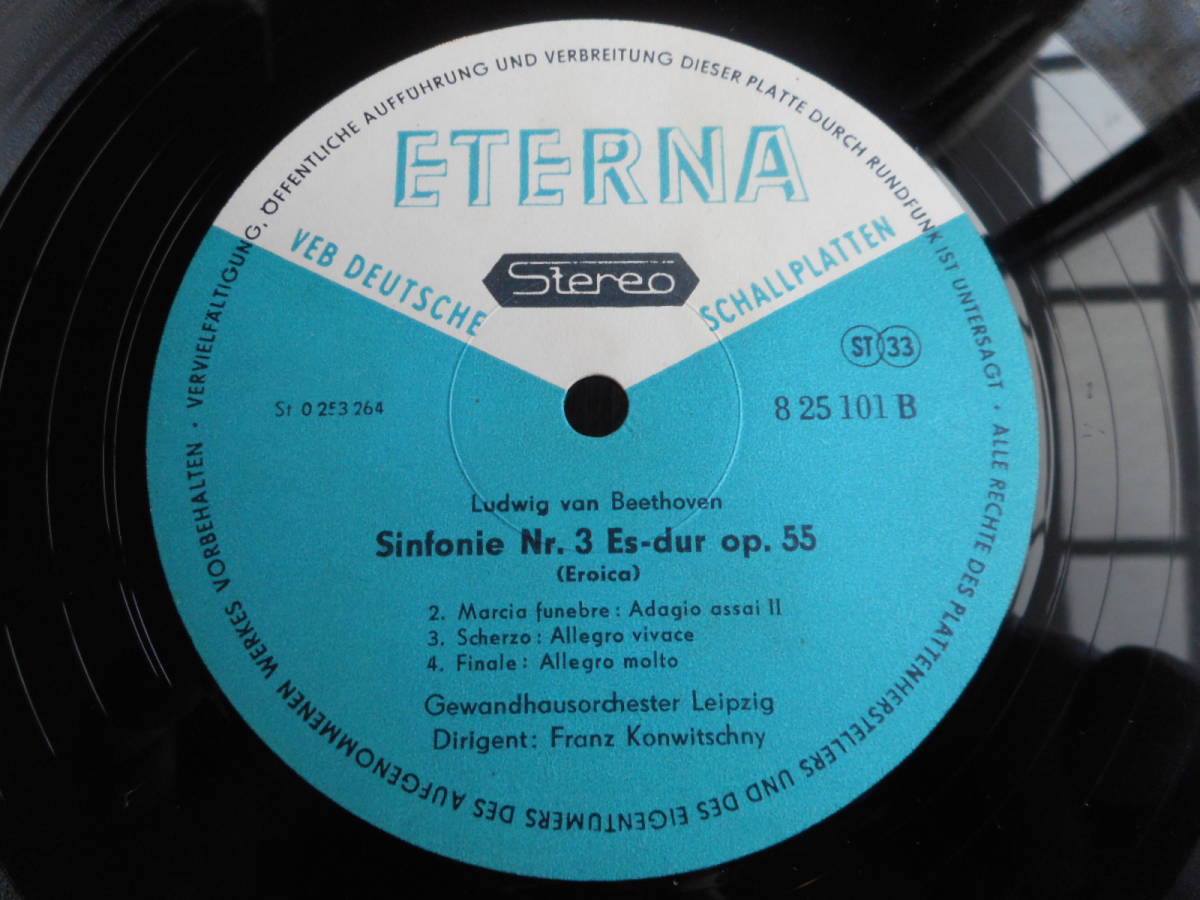 ALLE RECHTE DES PLATTENHERSTELLERS UND DES EIGENTÜMERS DES AUFGENOMMENEN WERKES VORBEHALTEN · VERVIELFÄLTIGUNG, ÖFFENTLICHE AUFFÜHRUNG UND VERBREITUNG DIESER PLATTE DURCH RUNDFUNK IST UNTERSAGT ·
ETERNA
VEB DEUTSCHE SCHALLPLATTEN
Stereo
ST 33
St 0 253 264
8 25 101 B
Ludwig van Beethoven
Sinfonie Nr. 3 Es-dur op. 55
(Eroica)
2. Marcia funebre: Adagio assai II
3. Scherzo: Allegro vivace
4. Finale: Allegro molto
Gewandhausorchester Leipzig
Dirigent: Franz Konwitschny